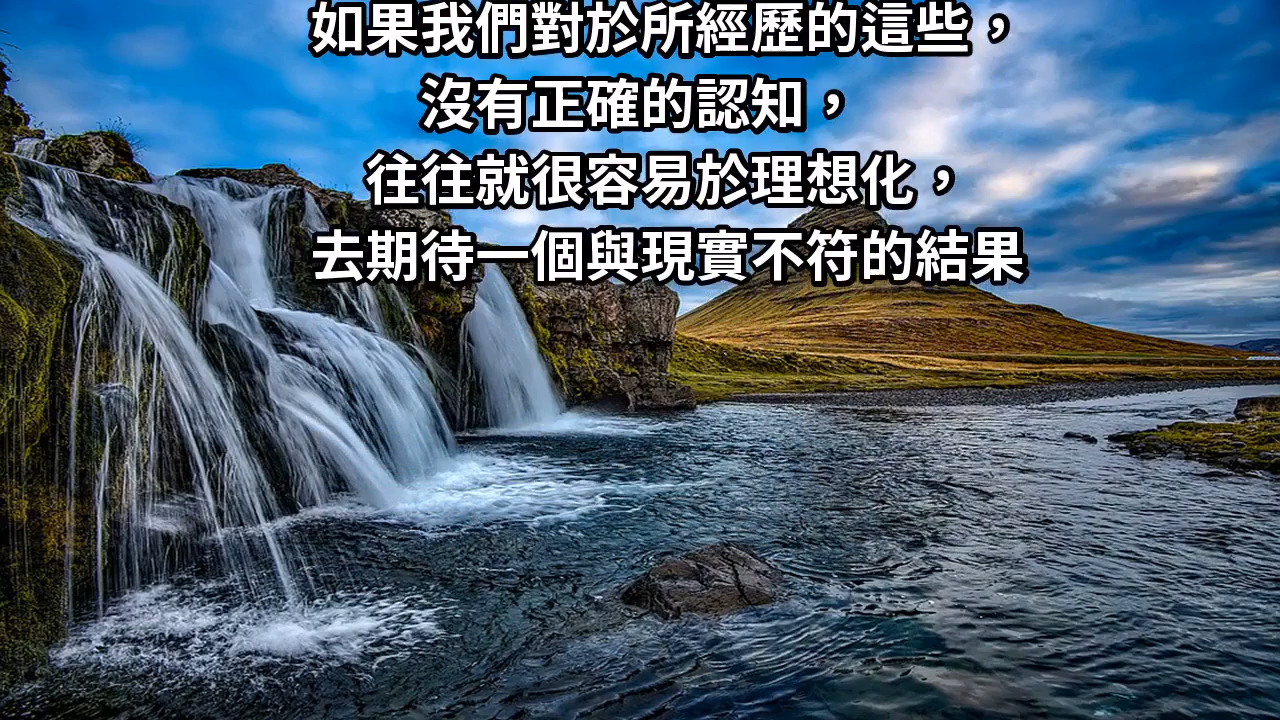 如果我們對於所經歷的這些，
沒有正確的認知，
往往就很容易於理想化，
去期待一個與現實不符的結果